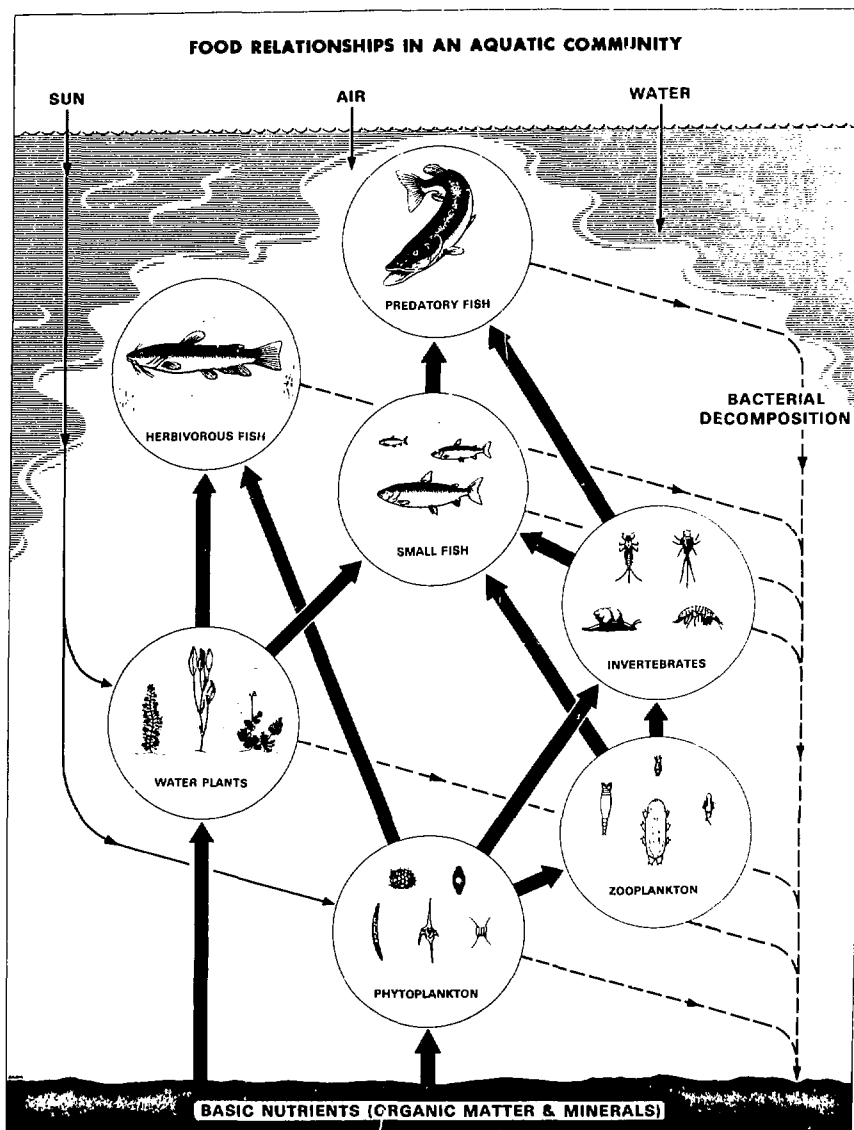 FOOD RELATIONSHIPS IN AN AQUATIC COMMUNITY
SUN
AIR
WATER
PREDATORY FISH
HERBIVOROUS FISH
BACTERIAL
DECOMPOSITION
SMALL FISH
INVERTEBRATES
WATER PLANTS
ZOOPLANKTON
PHYTOPLANKTON
BASIC NUTRIENTS (ORGANIC MATTER & MINERALS)